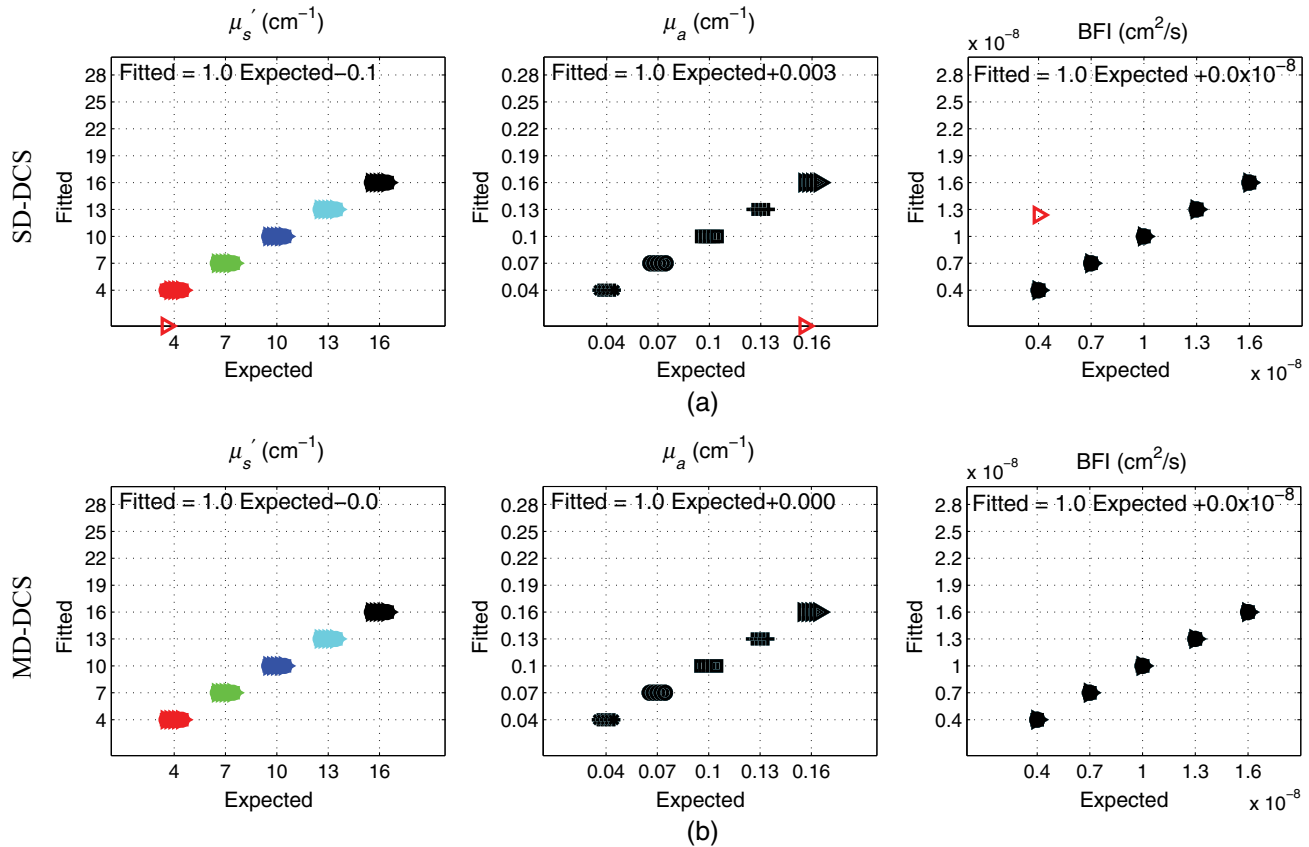 μs′ (cm−1)
μa (cm−1)
BFI (cm2/s)
x 10−8
SD-DCS
Fitted
28
25
22
19
16
13
10
7
4
Fitted = 1.0 Expected−0.1
4 7 10 13 16
Expected
Fitted
0.28
0.25
0.22
0.19
0.16
0.13
0.1
0.07
0.04
Fitted = 1.0 Expected+0.003
0.04 0.07 0.1 0.13 0.16
Expected
Fitted
2.8
2.5
2.2
1.9
1.6
1.3
1
0.7
0.4
Fitted = 1.0 Expected +0.0x10−8
0.4 0.7 1 1.3 1.6
Expected
x 10−8
(a)
μs′ (cm−1)
μa (cm−1)
BFI (cm2/s)
x 10−8
MD-DCS
Fitted
28
25
22
19
16
13
10
7
4
Fitted = 1.0 Expected−0.0
4 7 10 13 16
Expected
Fitted
0.28
0.25
0.22
0.19
0.16
0.13
0.1
0.07
0.04
Fitted = 1.0 Expected+0.000
0.04 0.07 0.1 0.13 0.16
Expected
Fitted
2.8
2.5
2.2
1.9
1.6
1.3
1
0.7
0.4
Fitted = 1.0 Expected +0.0x10−8
0.4 0.7 1 1.3 1.6
Expected
x 10−8
(b)